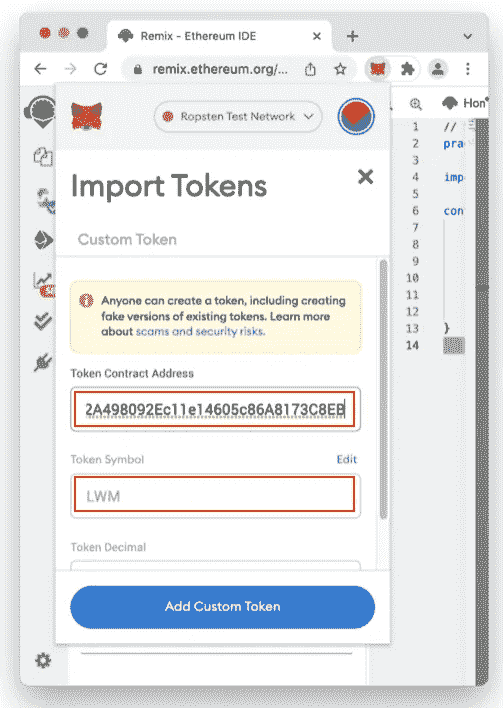 Remix - Ethereum IDE
remix.ethereum.org/...
Ropsten Test Network
Import Tokens
Custom Token
Anyone can create a token, including creating
fake versions of existing tokens. Learn more
about scams and security risks.
Token Contract Address
2A498092Ec11e14605c86A8173C8EB
Token Symbol
Edit
LWM
Token Decimal
Add Custom Token
Hon
1 //
2 pra
3
4 imp
5
6 con
7
8
9
10
11
12
13 }
14